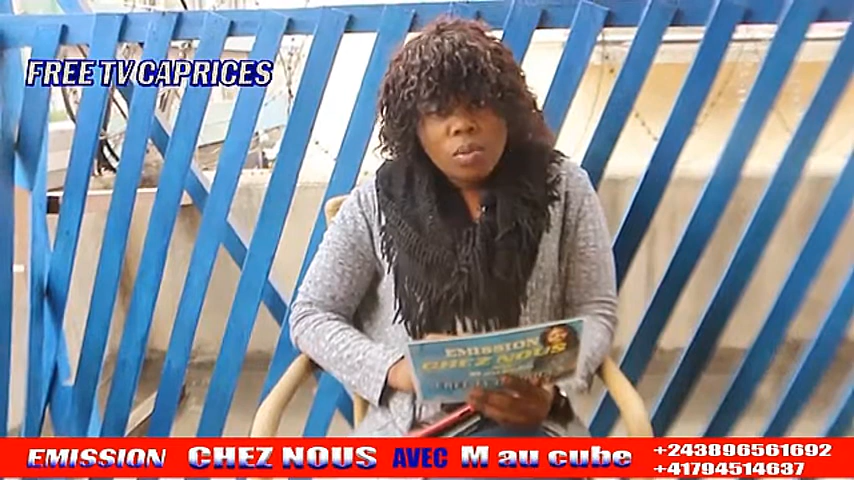 FREE TV CAPRICES
EMISSION
CHEZ NOUS
EMISSION CHEZ NOUS AVEC M au cube
+243896561692
+41794514637